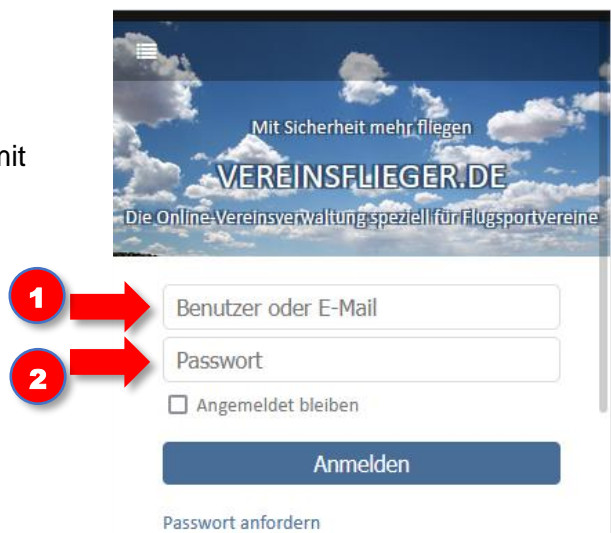 Mit Sicherheit mehr fliegen
mit
VEREINSFLIEGER.DE
Die Online-Vereinsverwaltung speziell für Flugsportvereine
1
Benutzer oder E-Mail
2
Passwort
Angemeldet bleiben
Anmelden
Passwort anfordern